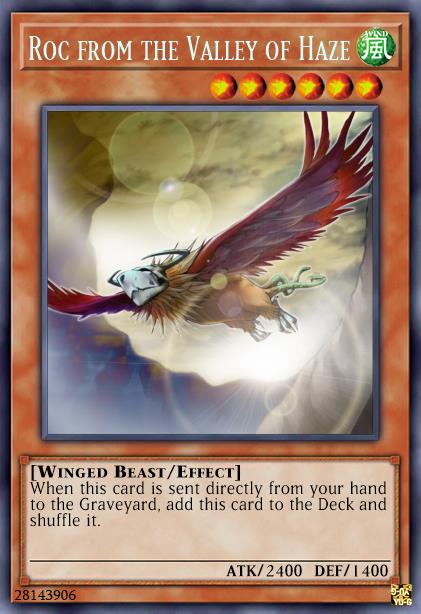 Roc from the Valley of Haze
WIND
風
[Winged Beast/Effect]
When this card is sent directly from your hand
to the Graveyard, add this card to the Deck and
shuffle it.
ATK/2400 DEF/1400
28143906